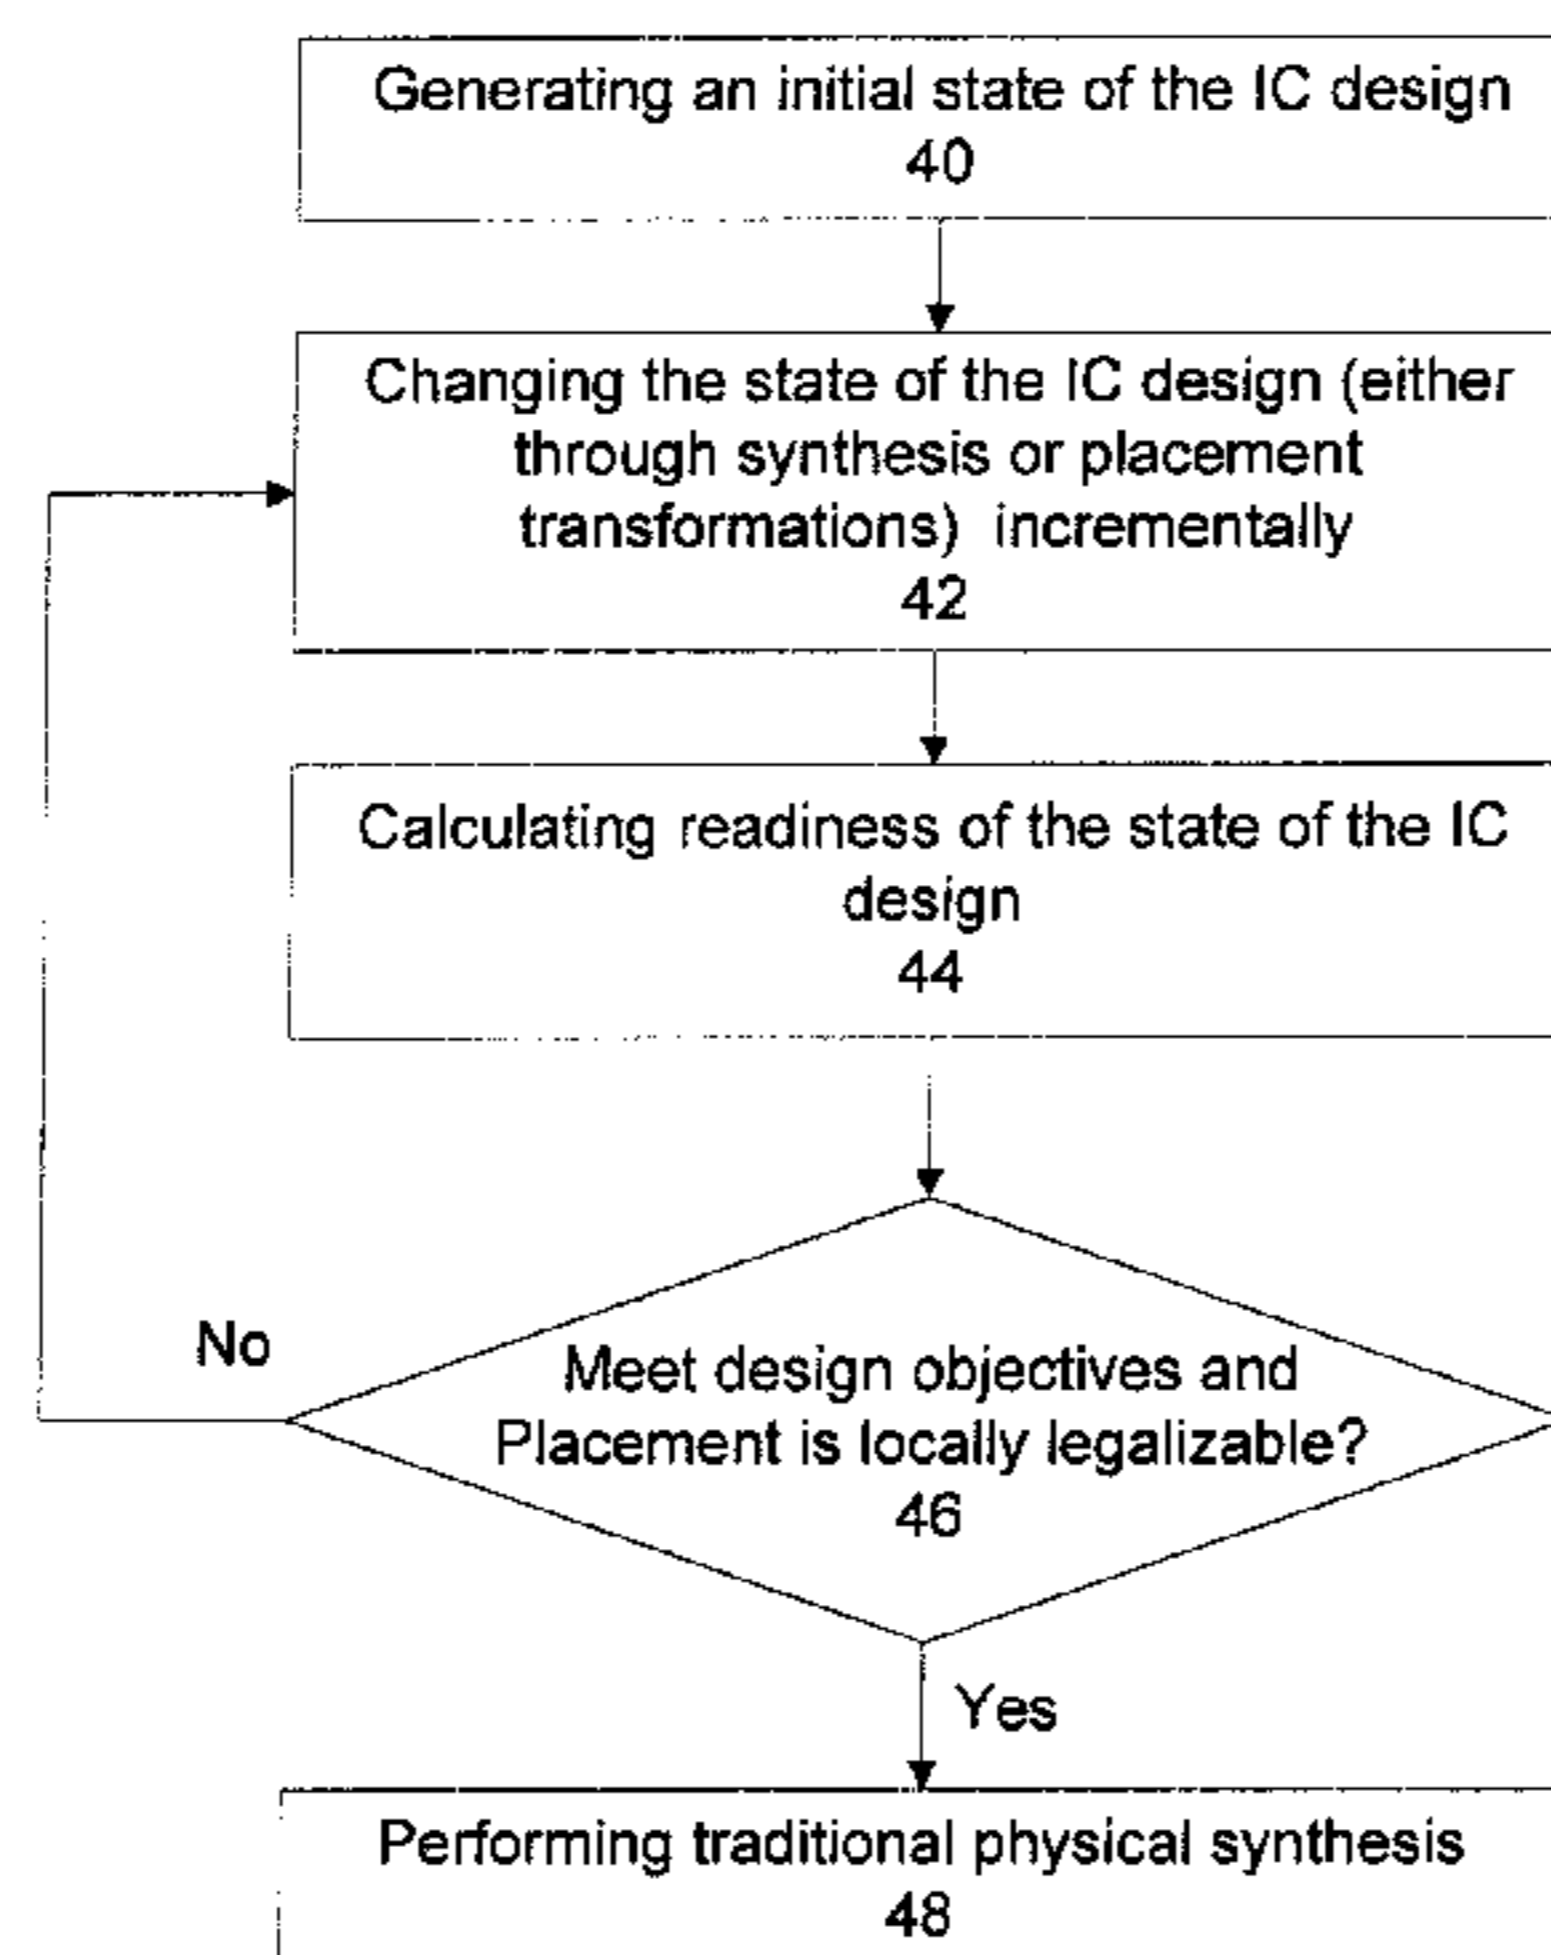 Generating an initial state of the IC design
40
Changing the state of the IC design (either
through synthesis or placement
transformations) incrementally
42
Calculating readiness of the state of the IC
design
44
No
Meet design objectives and
Placement is locally legalizable?
46
Yes
Performing traditional physical synthesis
48